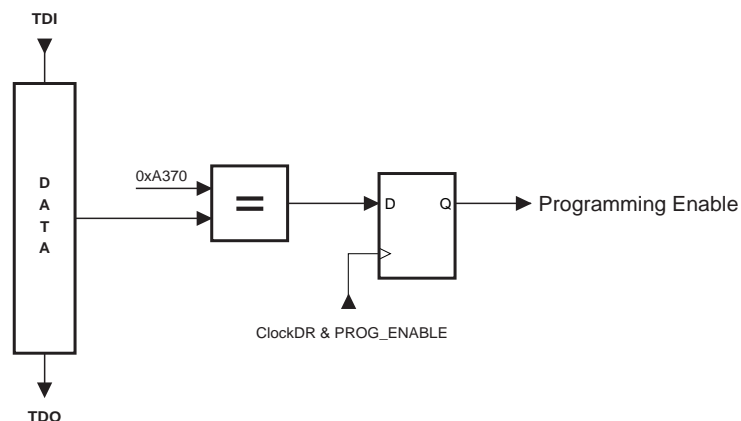 TDI
D
A
T
A
0xA370
=
D
Q
Programming Enable
ClockDR & PROG_ENABLE
TDO